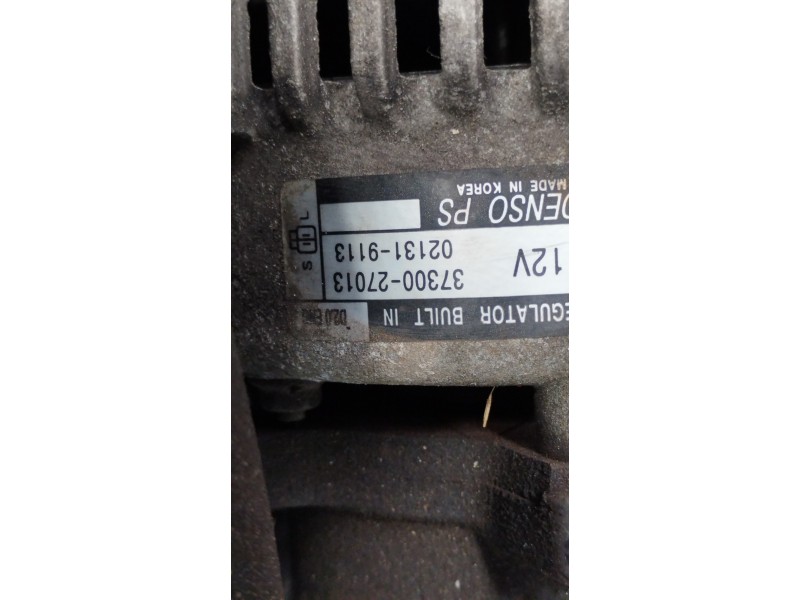 EGULATOR BUILT IN
12V
37300-27013
02131-9113
S
L
DENSO PS
MADE IN KOREA